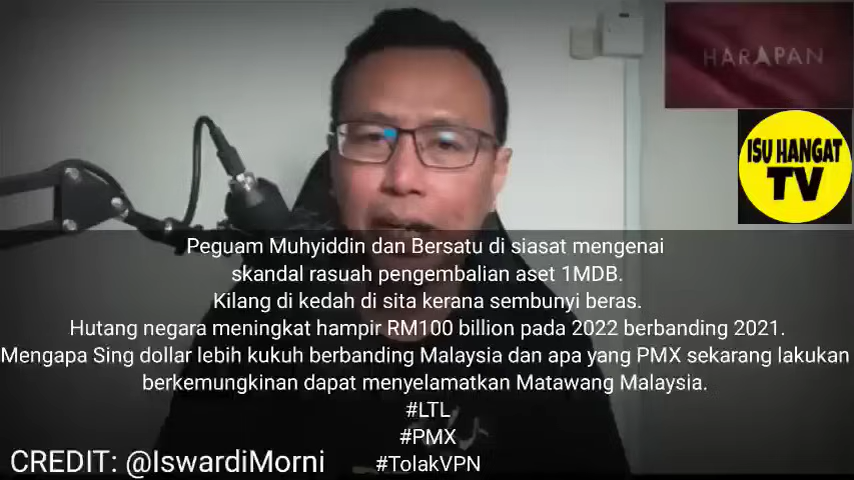 HARAPAN
ISU HANGAT
TV
Peguam Muhyiddin dan Bersatu di siasat mengenai
skandal rasuah pengembalian aset 1MDB.
Kilang di kedah di sita kerana sembunyi beras.
Hutang negara meningkat hampir RM100 billion pada 2022 berbanding 2021.
Mengapa Sing dollar lebih kukuh berbanding Malaysia dan apa yang PMX sekarang lakukan
berkemungkinan dapat menyelamatkan Matawang Malaysia.
#LTL
#PMX
#TolakVPN
CREDIT: @IswardiMorni